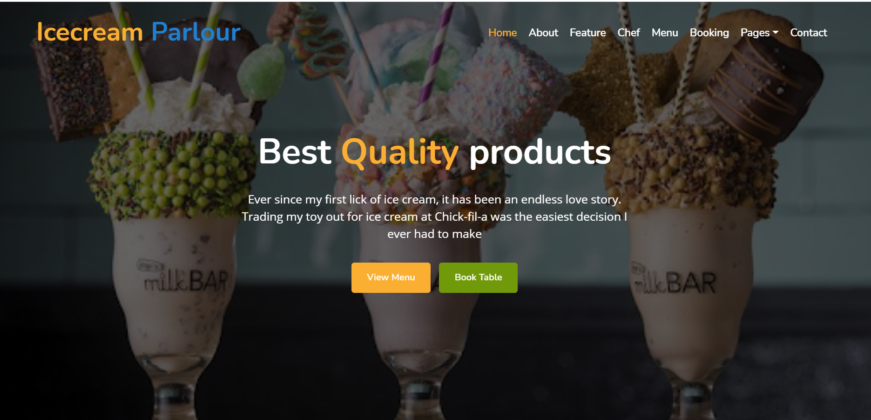 Icecream Parlour
Home About Feature Chef Menu Booking Pages Contact
Best Quality products
Ever since my first lick of ice cream, it has been an endless love story.
Trading my toy out for ice cream at Chick-fil-a was the easiest decision I
ever had to make
View Menu Book Table
milkBAR
milkBAR